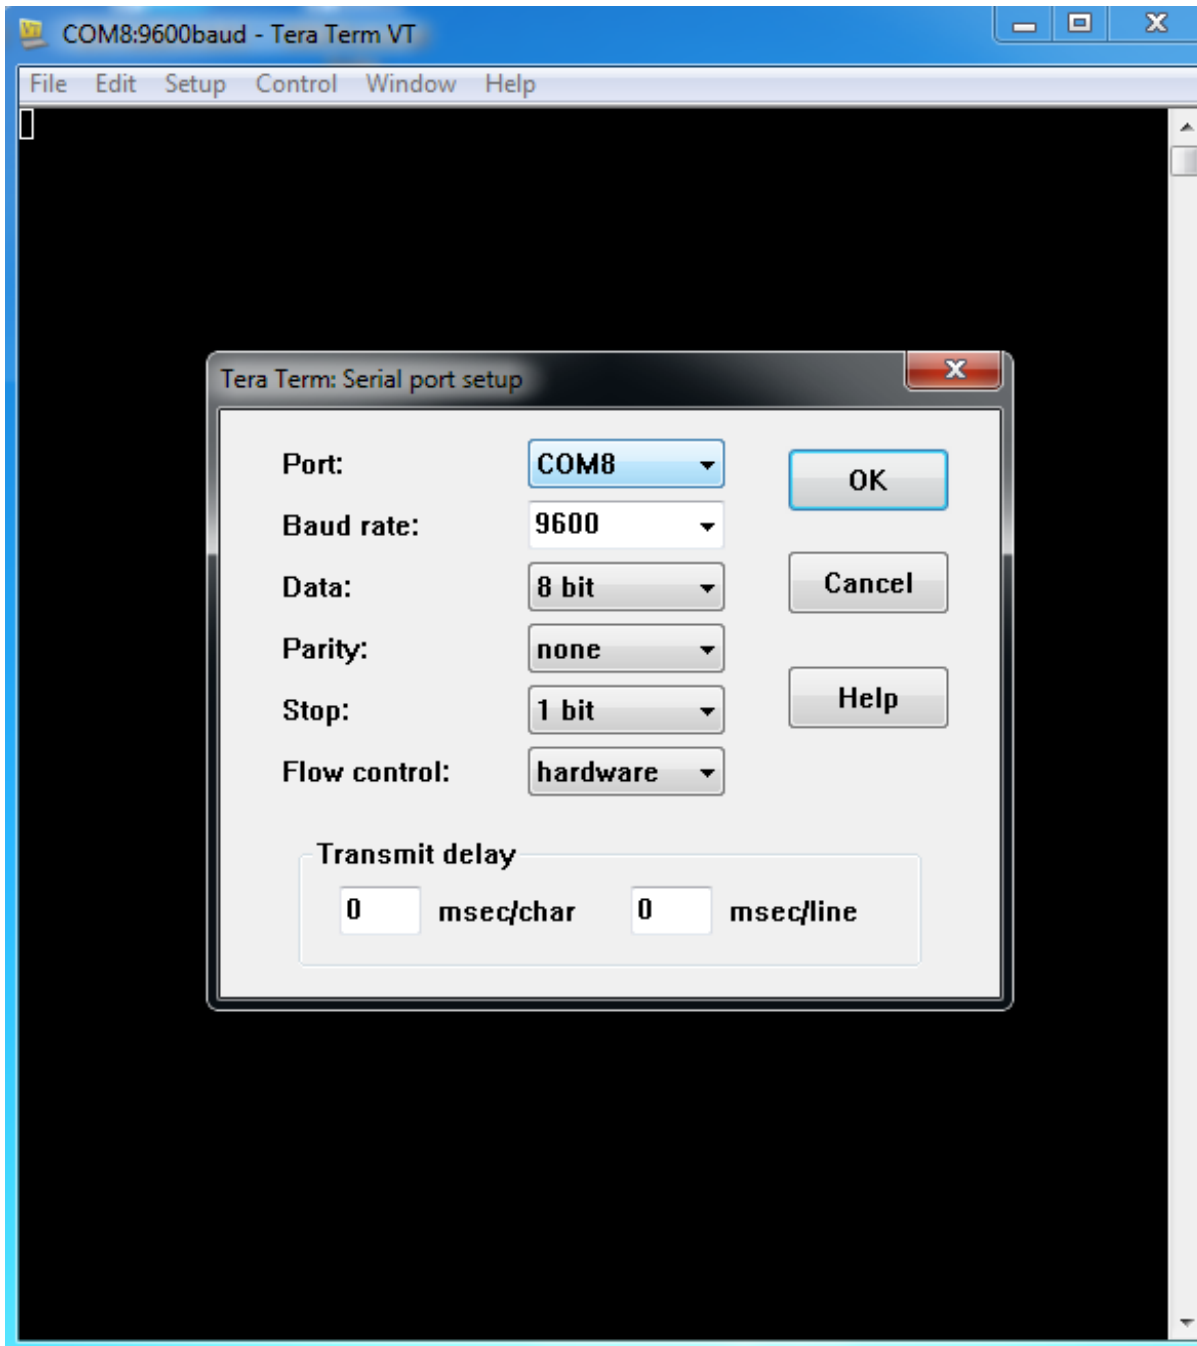 COM8:9600baud - Tera Term VT
File Edit Setup Control Window Help
Tera Term: Serial port setup
Port: COM8 OK
Baud rate: 9600
Data: 8 bit Cancel
Parity: none
Stop: 1 bit Help
Flow control: hardware
Transmit delay
0 msec/char 0 msec/line